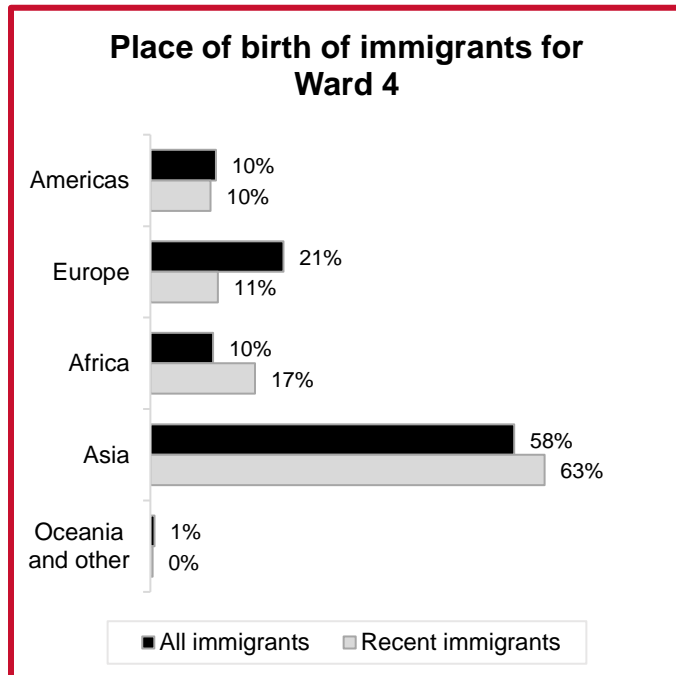 Place of birth of immigrants for
Ward 4
Americas
10%
10%
Europe
21%
11%
Africa
10%
17%
Asia
58%
63%
Oceania
and other
1%
0%
All immigrants
Recent immigrants